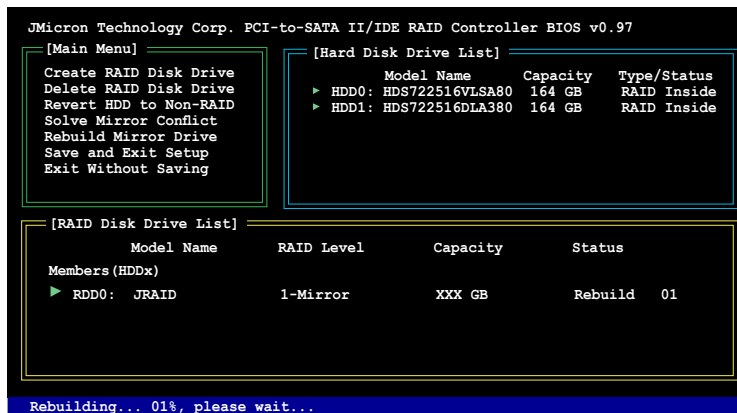 JMicron Technology Corp. PCI-to-SATA II/IDE RAID Controller BIOS v0.97
[Main Menu]
Create RAID Disk Drive
Delete RAID Disk Drive
Revert HDD to Non-RAID
Solve Mirror Conflict
Rebuild Mirror Drive
Save and Exit Setup
Exit Without Saving
[Hard Disk Drive List]
Model Name Capacity Type/Status
HDD0: HDS722516VLSA80 164 GB RAID Inside
HDD1: HDS722516DLA380 164 GB RAID Inside
[RAID Disk Drive List]
Model Name RAID Level Capacity Status
Members(HDDx)
RDD0: JRAID 1-Mirror XXX GB Rebuild 01
Rebuilding... 01%, please wait...